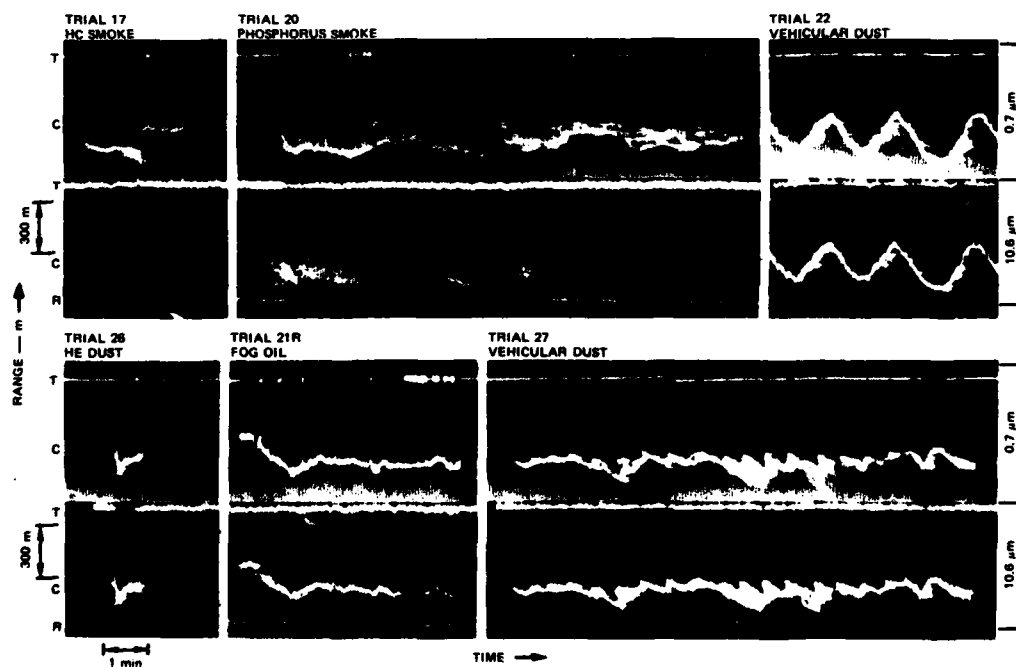 TRIAL 17
HC SMOKE
TRIAL 20
PHOSPHORUS SMOKE
TRIAL 22
VEHICULAR DUST
T
C
T
300 m
C
R
0.7 µm
10.6 µm
RANGE — m
TRIAL 26
HE DUST
TRIAL 21R
FOG OIL
TRIAL 27
VEHICULAR DUST
T
C
T
300 m
C
R
0.7 µm
10.6 µm
1 min
TIME